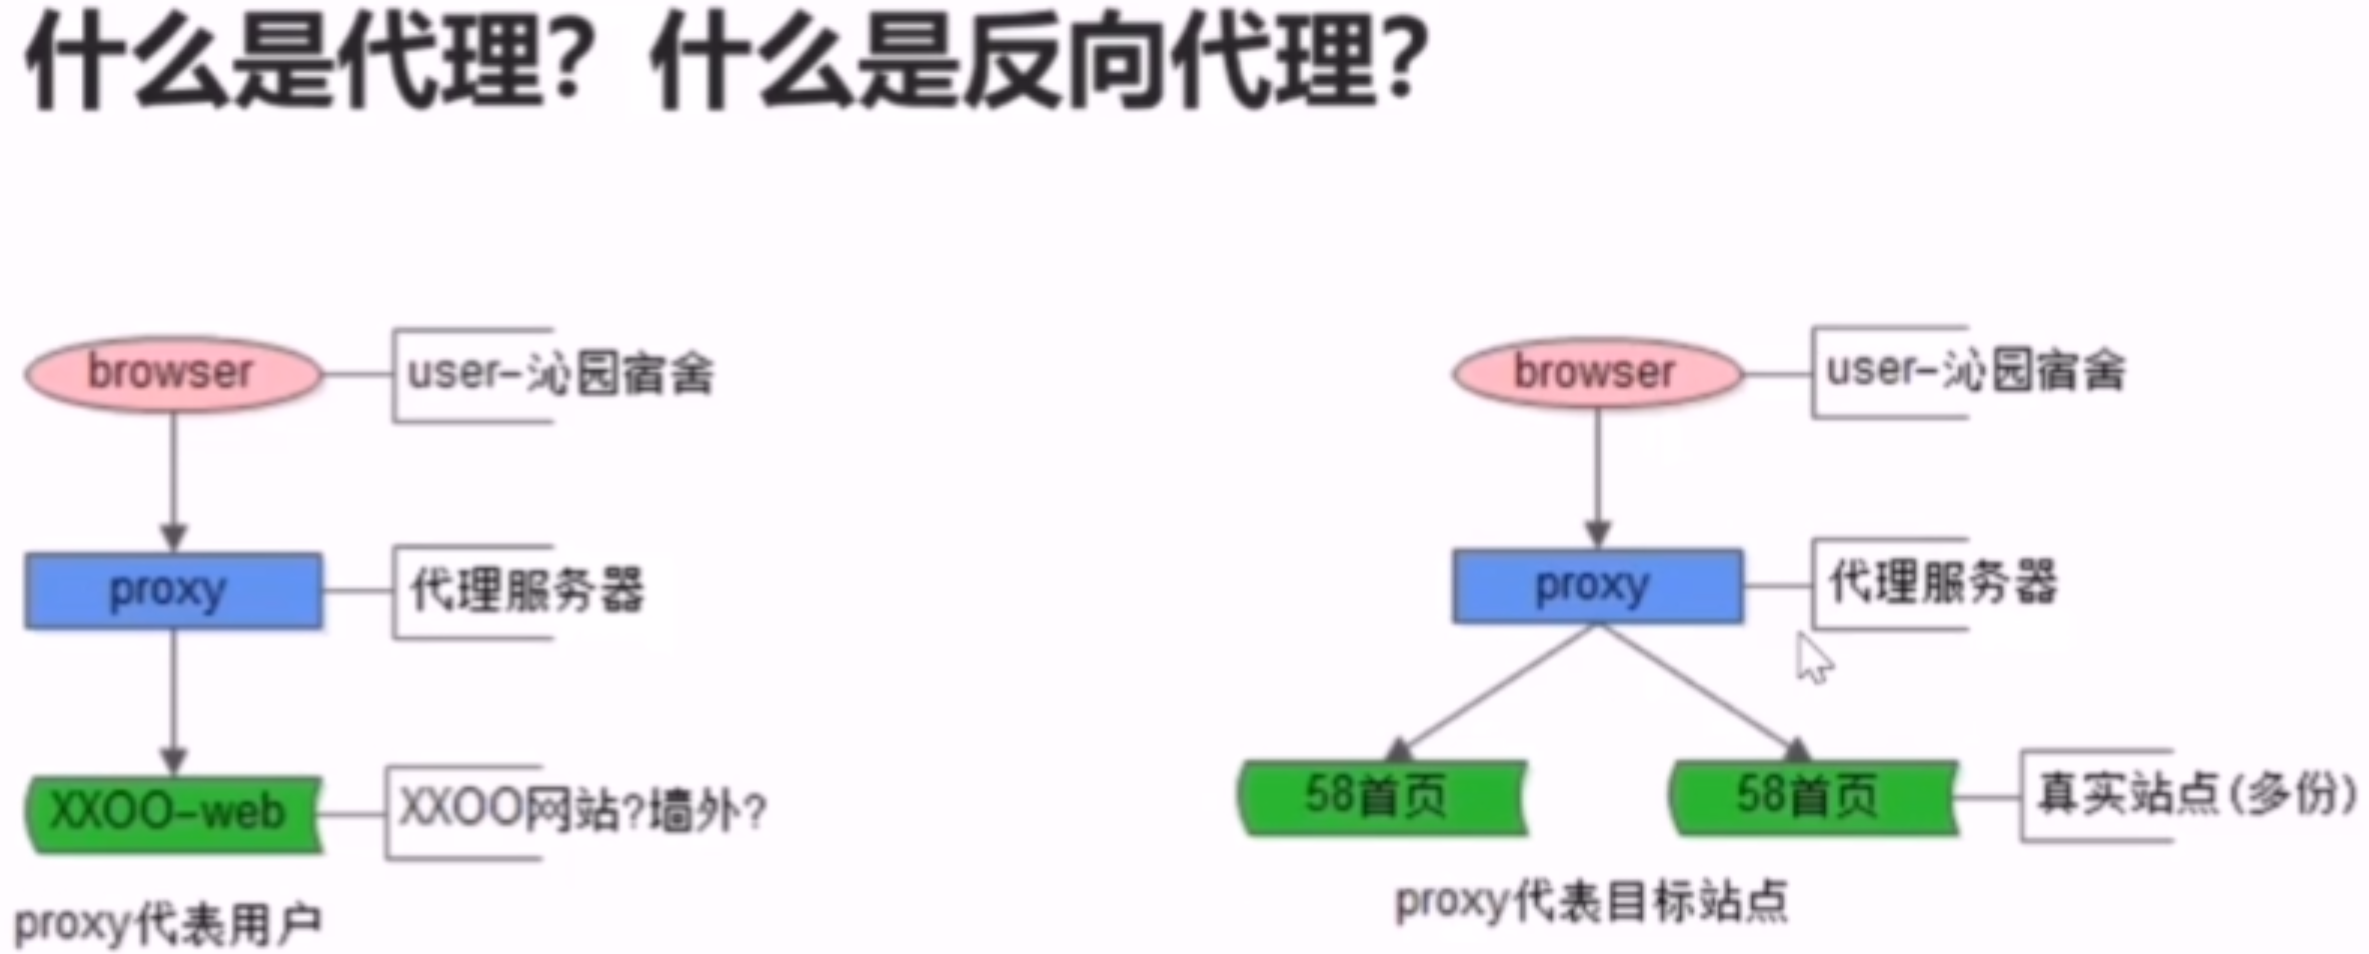 什么是代理？什么是反向代理？
browser
user-沁园宿舍
proxy
代理服务器
XXOO-web
XXOO网站?墙外?
proxy代表用户
browser
user-沁园宿舍
proxy
代理服务器
58首页
58首页
真实站点(多份)
proxy代表目标站点